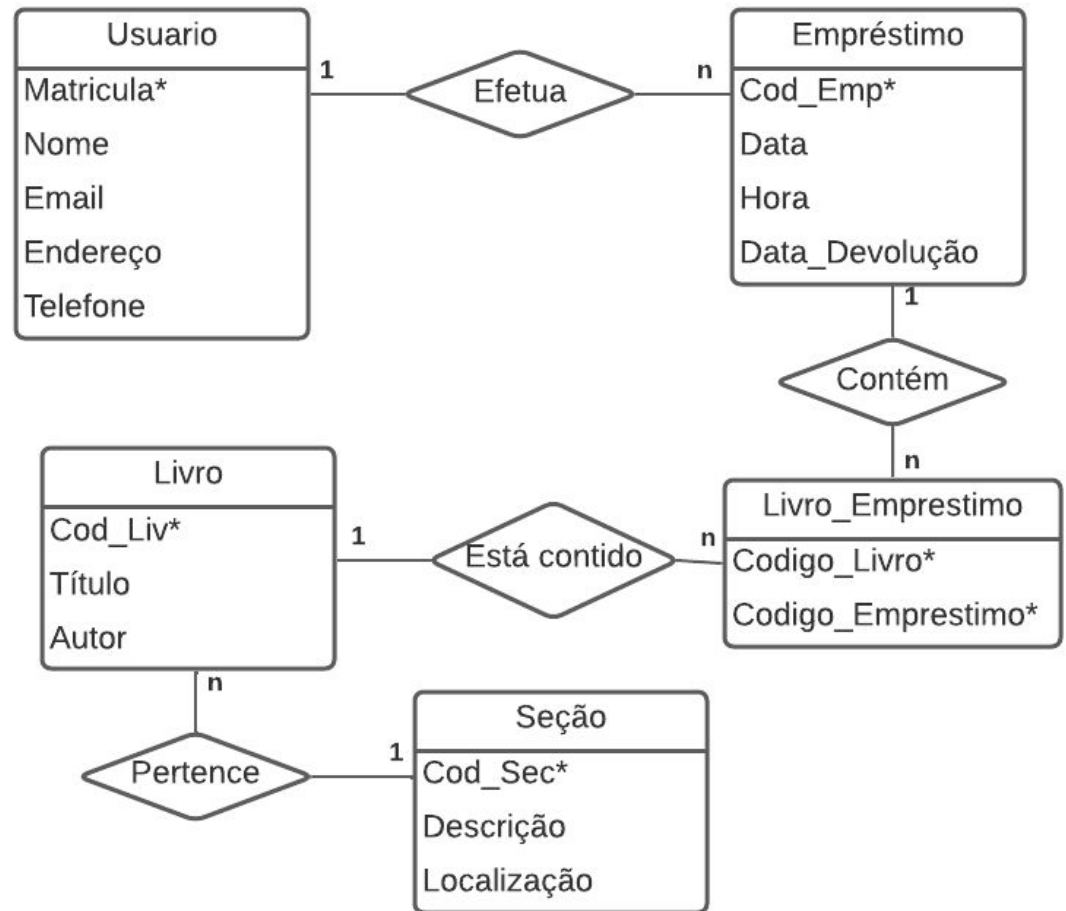 Usuario
Matricula*
Nome
Email
Endereço
Telefone
1
Efetua
n
Empréstimo
Cod_Emp*
Data
Hora
Data_Devolução
1
Contém
n
Livro_Emprestimo
Codigo_Livro*
Codigo_Emprestimo*
n
Está contido
1
Livro
Cod_Liv*
Título
Autor
n
Pertence
1
Seção
Cod_Sec*
Descrição
Localização